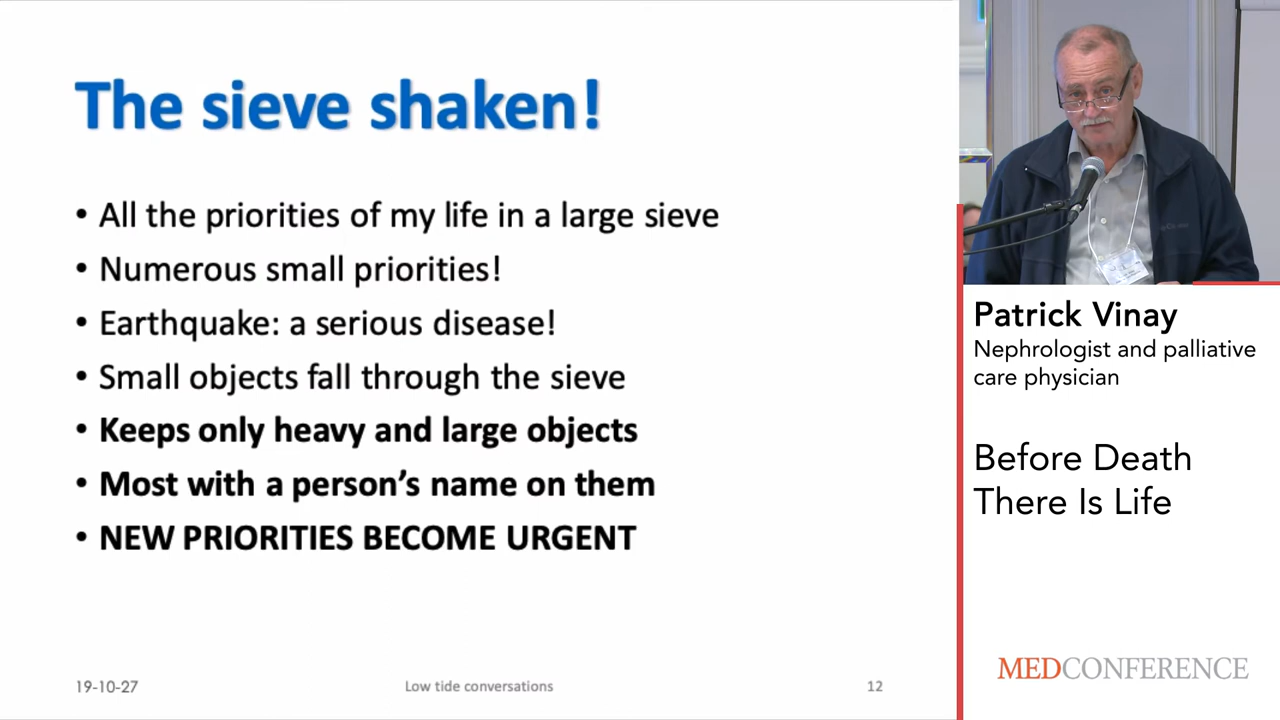 The sieve shaken!
• All the priorities of my life in a large sieve
• Numerous small priorities!
• Earthquake: a serious disease!
• Small objects fall through the sieve
• Keeps only heavy and large objects
• Most with a person's name on them
• NEW PRIORITIES BECOME URGENT
19-10-27
Low tide conversations
12
Patrick Vinay
Nephrologist and palliative
care physician
Before Death
There Is Life
MEDCONFERENCE